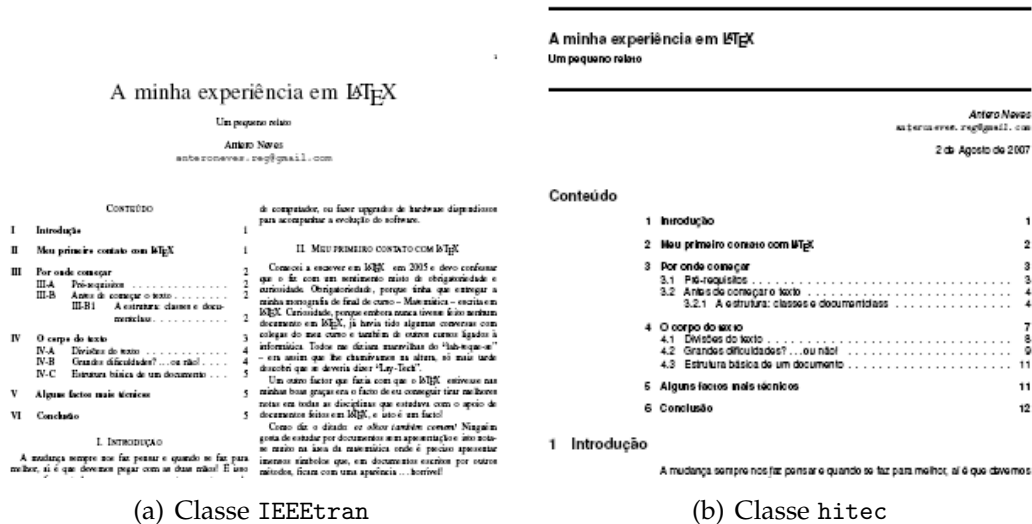 1
A minha experiência em LATEX
Um pequeno relato
Antero Neves
anteroneves.reg@gmail.com
CONTEÚDO
I Introdução 1
II Meu primeiro contato com LATEX 1
III Por onde começar 2
III-A Pré-requisitos . . . . . . . . . . 2
III-B Antes de começar o texto . . . . . . . . 2
III-B1 A estrutura: classes e docu-
mentclass . . . . . . . . . . 2
IV O corpo do texto 3
IV-A Divisões do texto . . . . . . . . . . 4
IV-B Grandes dificuldades? . . . ou não! . . . . 4
IV-C Estrutura básica de um documento . . . . 5
V Alguns factos mais técnicos 5
VI Conclusão 5
I. INTRODUÇÃO
A mudança sempre nos faz pensar e quando se faz para
melhor, aí é que devemos pegar com as duas mãos! E isso
de computador, ou fazer upgrades de hardware dispendiosos
para acompanhar a evolução do software.
II. MEU PRIMEIRO CONTATO COM LATEX
Comecei a escrever em LATEX em 2005 e devo confessar
que o fiz com um sentimento misto de obrigatoriedade e
curiosidade. Obrigatoriedade, porque tinha que entregar a
minha monografia de final de curso – Matemática – escrita em
LATEX. Curiosidade, porque embora nunca tivesse feito nenhum
documento em LATEX, já havia tido algumas conversas com
colegas do meu curso e também de outros cursos ligados à
informática. Todos me diziam maravilhas do “lah-teque-se”
– era assim que lhe chamávamos na altura, só mais tarde
descobri que se deveria dizer “Lay-Tech”.
Um outro factor que fazia com que o LATEX estivesse nas
minhas boas graças era o facto de eu conseguir tirar melhores
notas em todas as disciplinas que estudava com o apoio de
documentos feitos em LATEX, e isto é um facto!
Como diz o ditado: os olhos também comem! Ninguém
gosta de estudar por documentos sem apresentação e isto nota-
se muito na área da matemática onde é preciso apresentar
imensos símbolos que, em documentos escritos por outros
métodos, ficam com uma aparência . . . horrível!
(a) Classe IEEEtran
A minha experiência em LATEX
Um pequeno relato
Antero Neves
anteroneves.reg@gmail.com
2 de Agosto de 2007
Conteúdo
1 Introdução 1
2 Meu primeiro contato com LATEX 2
3 Por onde começar 3
3.1 Pré-requisitos . . . . . . . . . . 3
3.2 Antes de começar o texto . . . . . . . . . . 4
3.2.1 A estrutura: classes e documentclass . . . . . . . . . . 4
4 O corpo do texto 7
4.1 Divisões do texto . . . . . . . . . . 8
4.2 Grandes dificuldades? . . . ou não! . . . . . . . . . . 9
4.3 Estrutura básica de um documento . . . . . . . . . . 11
5 Alguns factos mais técnicos 11
6 Conclusão 12
1 Introdução
A mudança sempre nos faz pensar e quando se faz para melhor, aí é que devemos
(b) Classe hitec